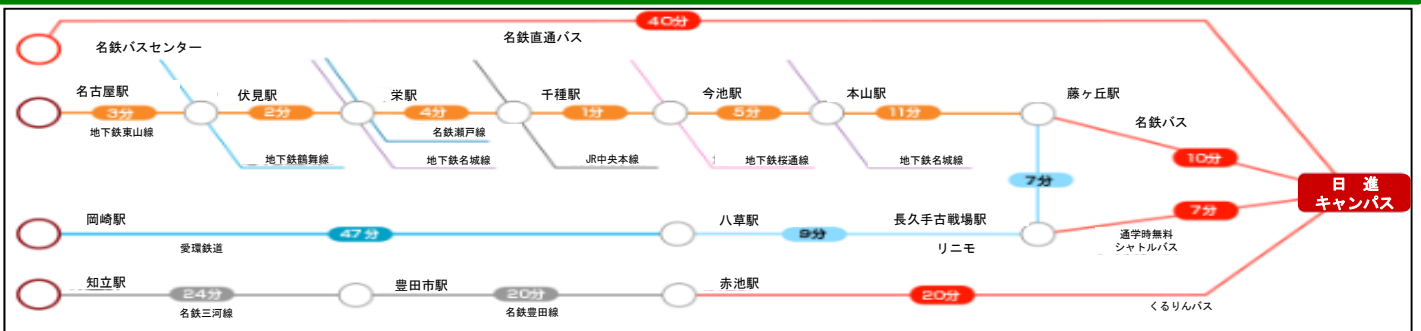 40分
名鉄バスセンター
名鉄直通バス
名古屋駅
伏見駅
栄駅
千種駅
今池駅
本山駅
藤ヶ丘駅
3分
2分
4分
1分
5分
11分
名鉄バス
地下鉄東山線
名鉄瀬戸線
地下鉄鶴舞線
地下鉄名城線
JR中央本線
地下鉄桜通線
地下鉄名城線
10分
7分
日 進
キャンパス
岡崎駅
八草駅
長久手古戦場駅
7分
47分
9分
愛環鉄道
リニモ
通学時無料
シャトルバス
知立駅
豊田市駅
赤池駅
24分
20分
20分
名鉄三河線
名鉄豊田線
くるりんバス